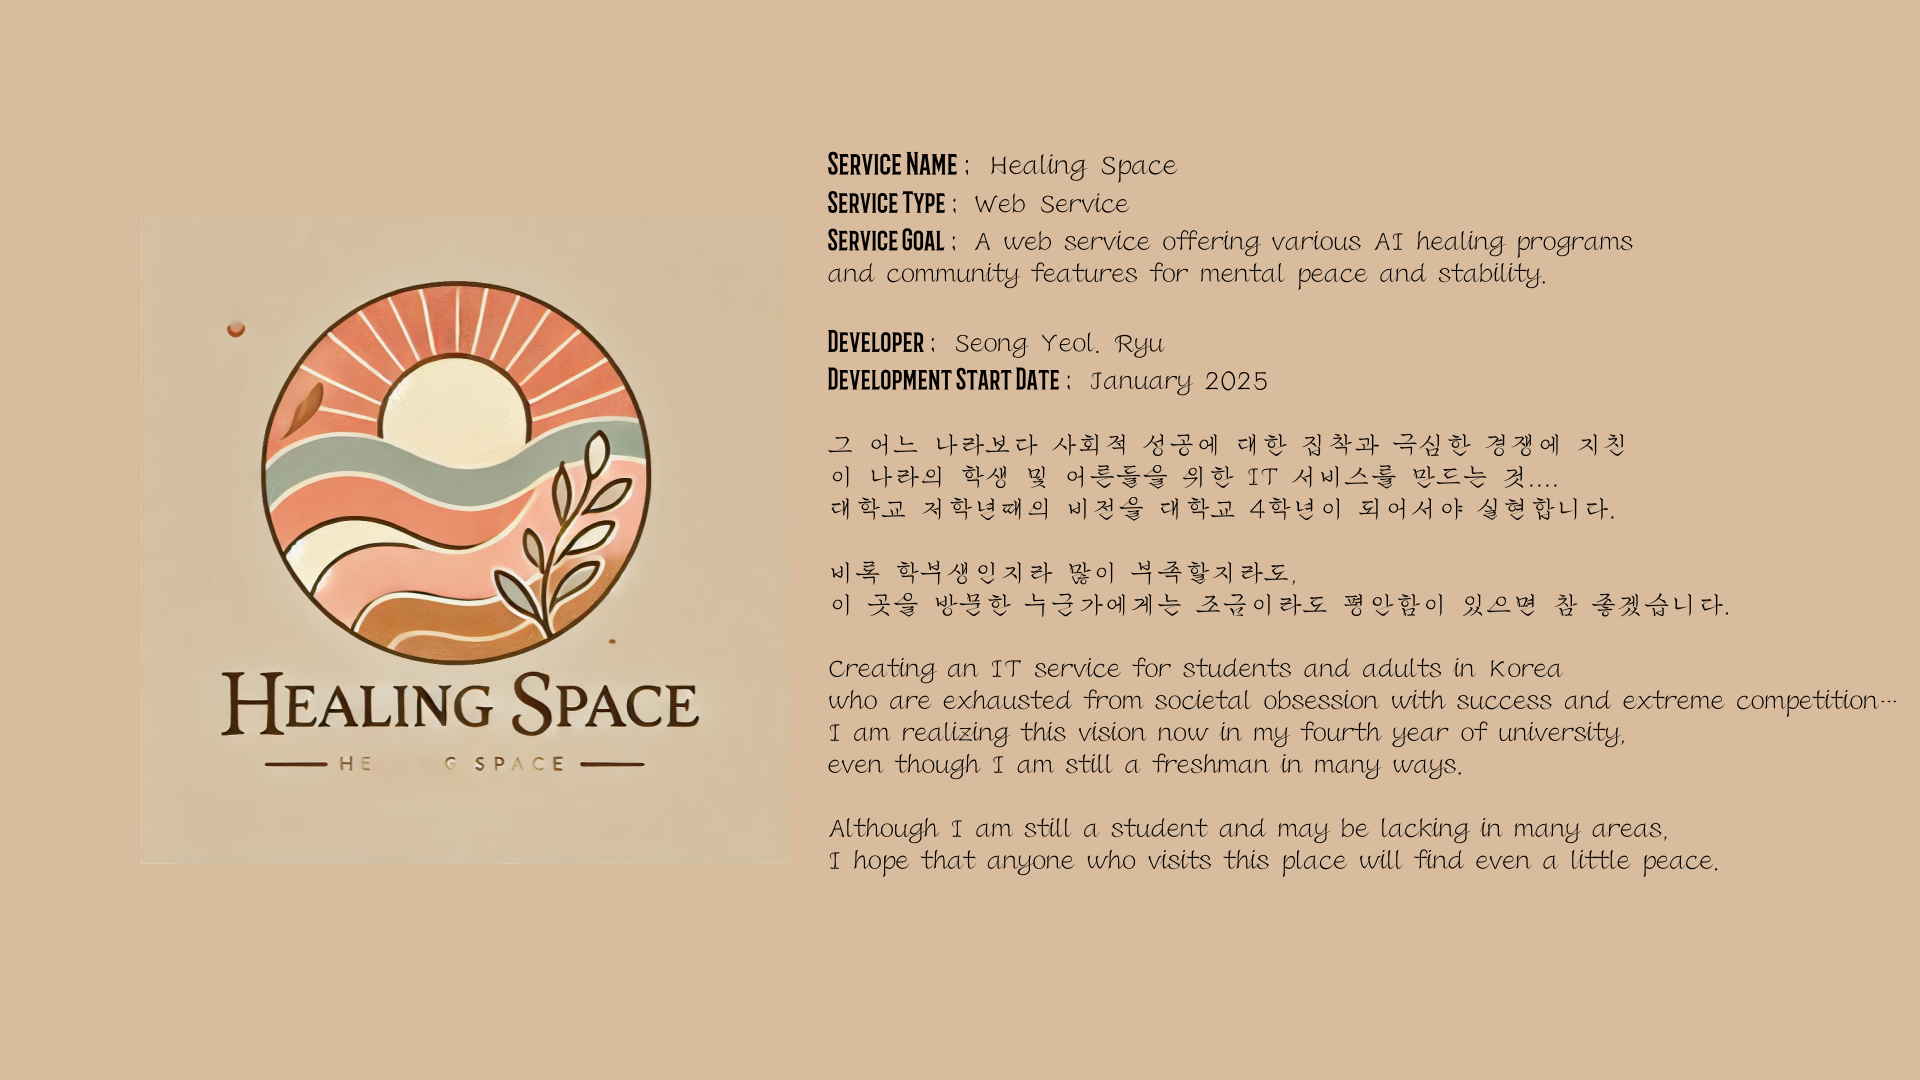 HEALING SPACE
HE G SPACE
SERVICE NAME : Healing Space
SERVICE TYPE : Web Service
SERVICE GOAL : A web service offering various AI healing programs
and community features for mental peace and stability.
DEVELOPER : Seong Yeol. Ryu
DEVELOPMENT START DATE : January 2025
그 어느 나라보다 사회적 성공에 대한 집착과 극심한 경쟁에 지친
이 나라의 학생 및 어른들을 위한 IT 서비스를 만드는 것....
대학교 저학년때의 비전을 대학교 4학년이 되어서야 실현합니다.
비록 학부생인지라 많이 부족할지라도,
이 곳을 방문한 누군가에게는 조금이라도 평안함이 있으면 참 좋겠습니다.
Creating an IT service for students and adults in Korea
who are exhausted from societal obsession with success and extreme competition…
I am realizing this vision now in my fourth year of university,
even though I am still a freshman in many ways.
Although I am still a student and may be lacking in many areas,
I hope that anyone who visits this place will find even a little peace.